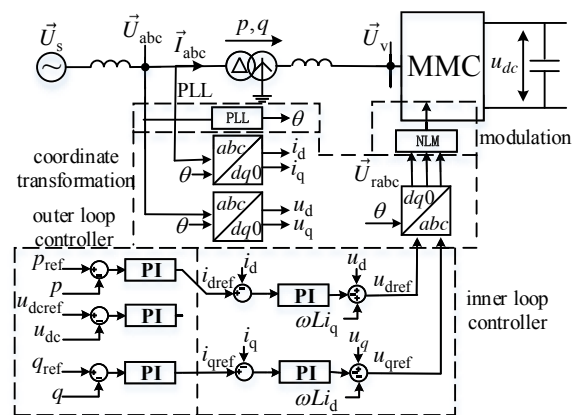 U⃗s
U⃗abc
I⃗abc
p,q
U⃗v
MMC
udc
PLL
PLL
θ
NLM
modulation
coordinate
transformation
θ
abc
dq0
id
iq
U⃗rabc
θ
dq0
abc
θ
abc
dq0
ud
uq
outer loop
controller
pref
p
PI
idref
id
PI
ud
ωLiq
udref
udcref
udc
PI
inner loop
controller
qref
q
PI
iqref
iq
PI
uq
ωLid
uqref